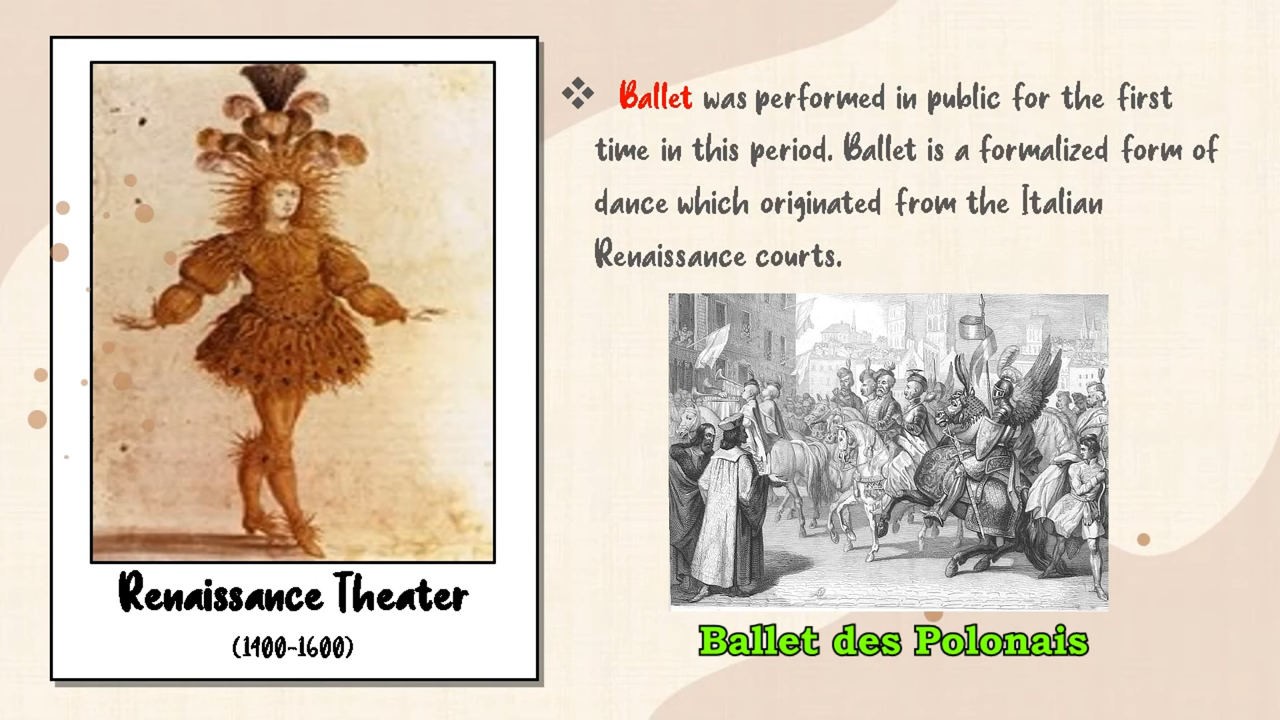 Ballet was performed in public for the first
time in this period. Ballet is a formalized form of
dance which originated from the Italian
Renaissance courts.
Renaissance Theater
(1400-1600)
Ballet des Polonais